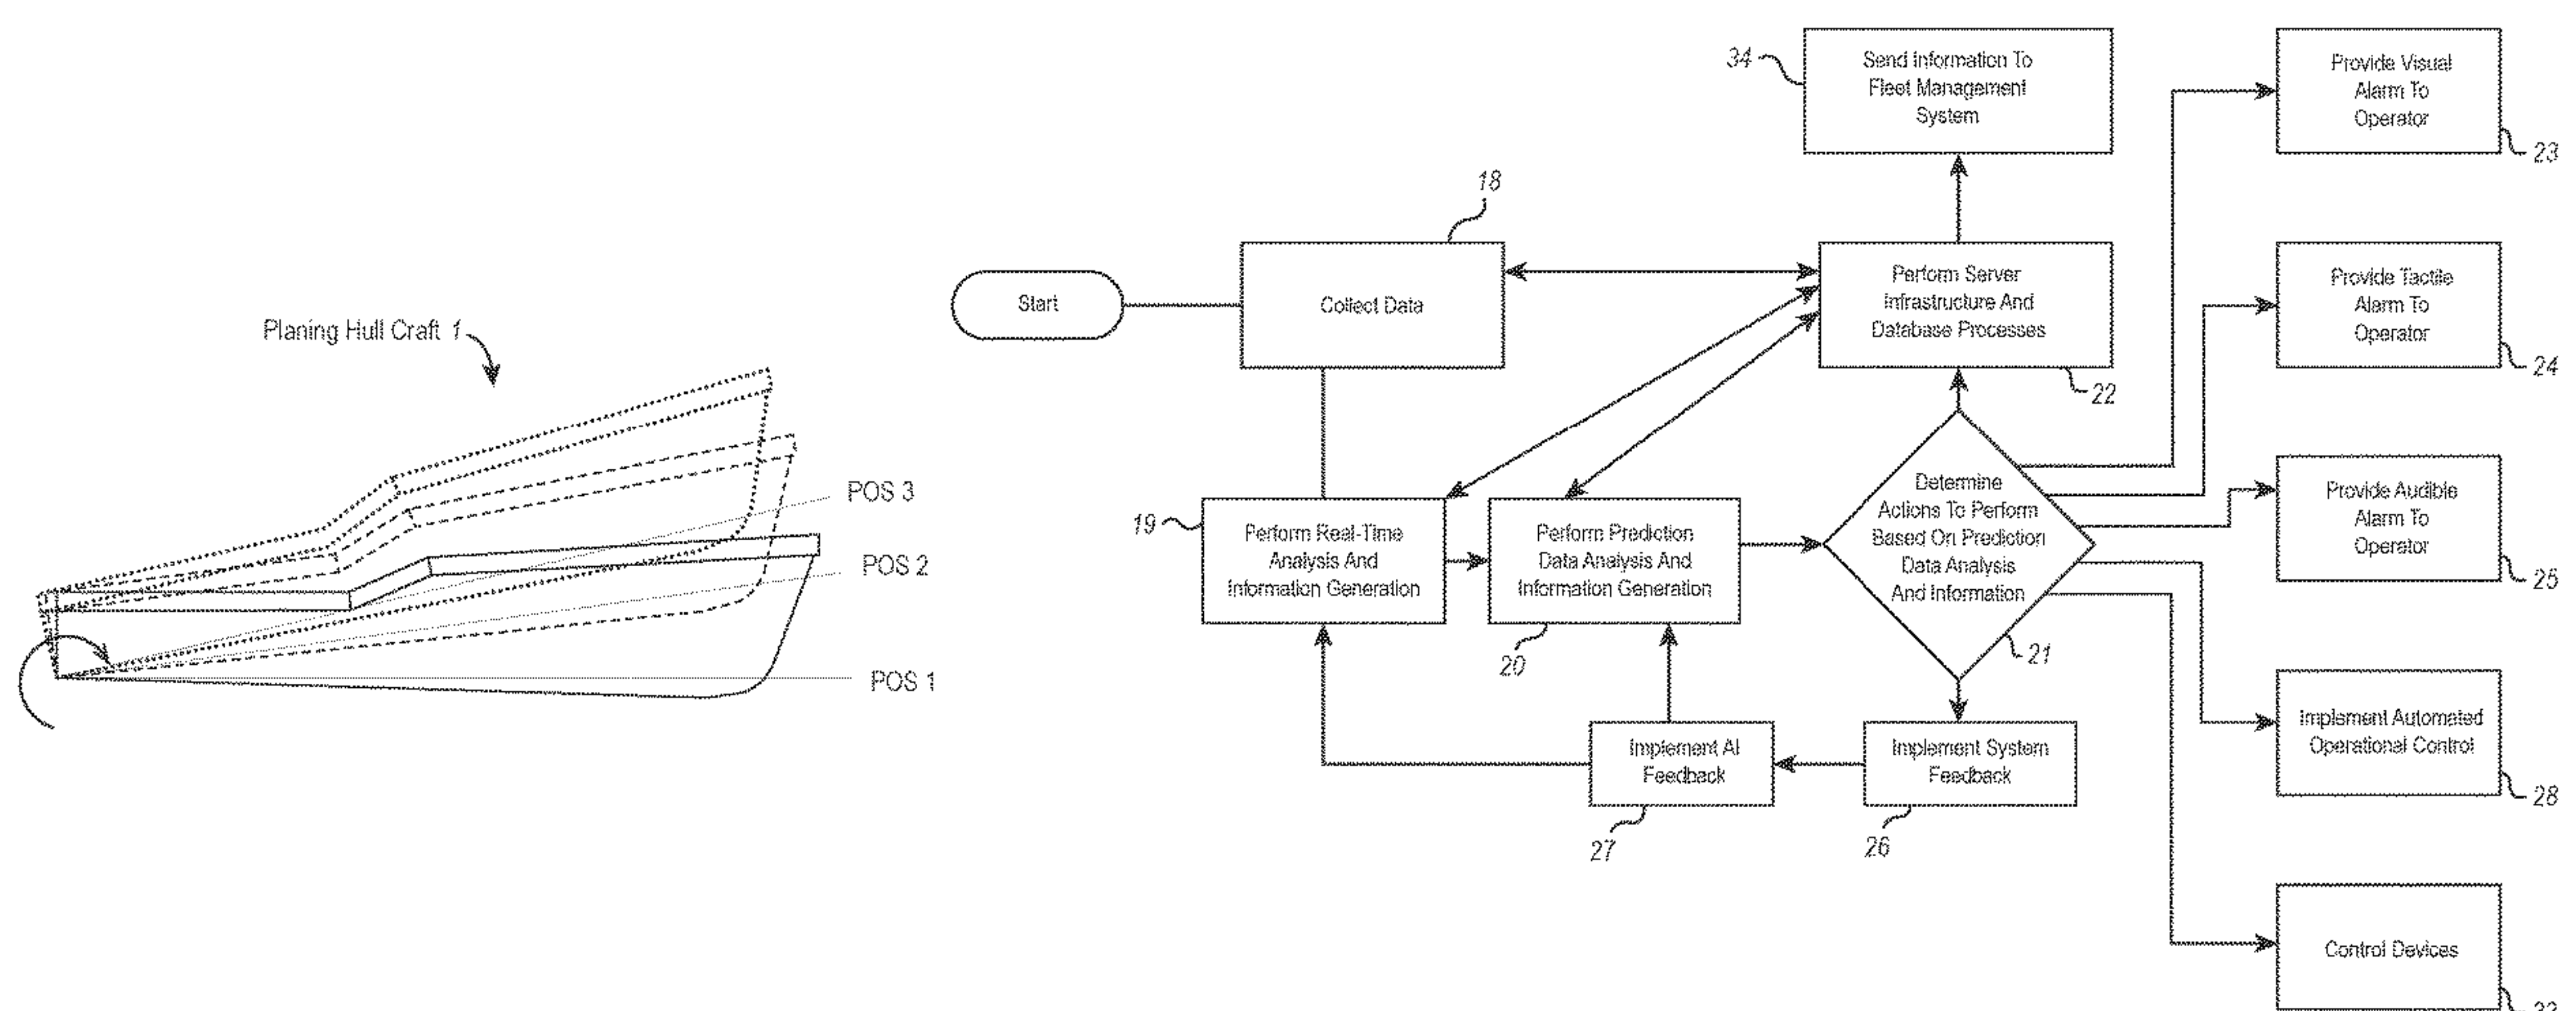 Planing Hull Craft 1
POS 3
POS 2
POS 1
Start
18
Collect Data
34
Send Information To
Fleet Management
System
Perform Server
Infrastructure And
Database Processes
22
19
Perform Real-Time
Analysis And
Information Generation
Perform Prediction
Data Analysis And
Information Generation
20
Determine
Actions To Perform
Based On Prediction
Data Analysis
And Information
21
Implement AI
Feedback
27
Implement System
Feedback
26
Provide Visual
Alarm To
Operator
23
Provide Tactile
Alarm To
Operator
24
Provide Audible
Alarm To
Operator
25
Implement Automated
Operational Control
28
Control Devices